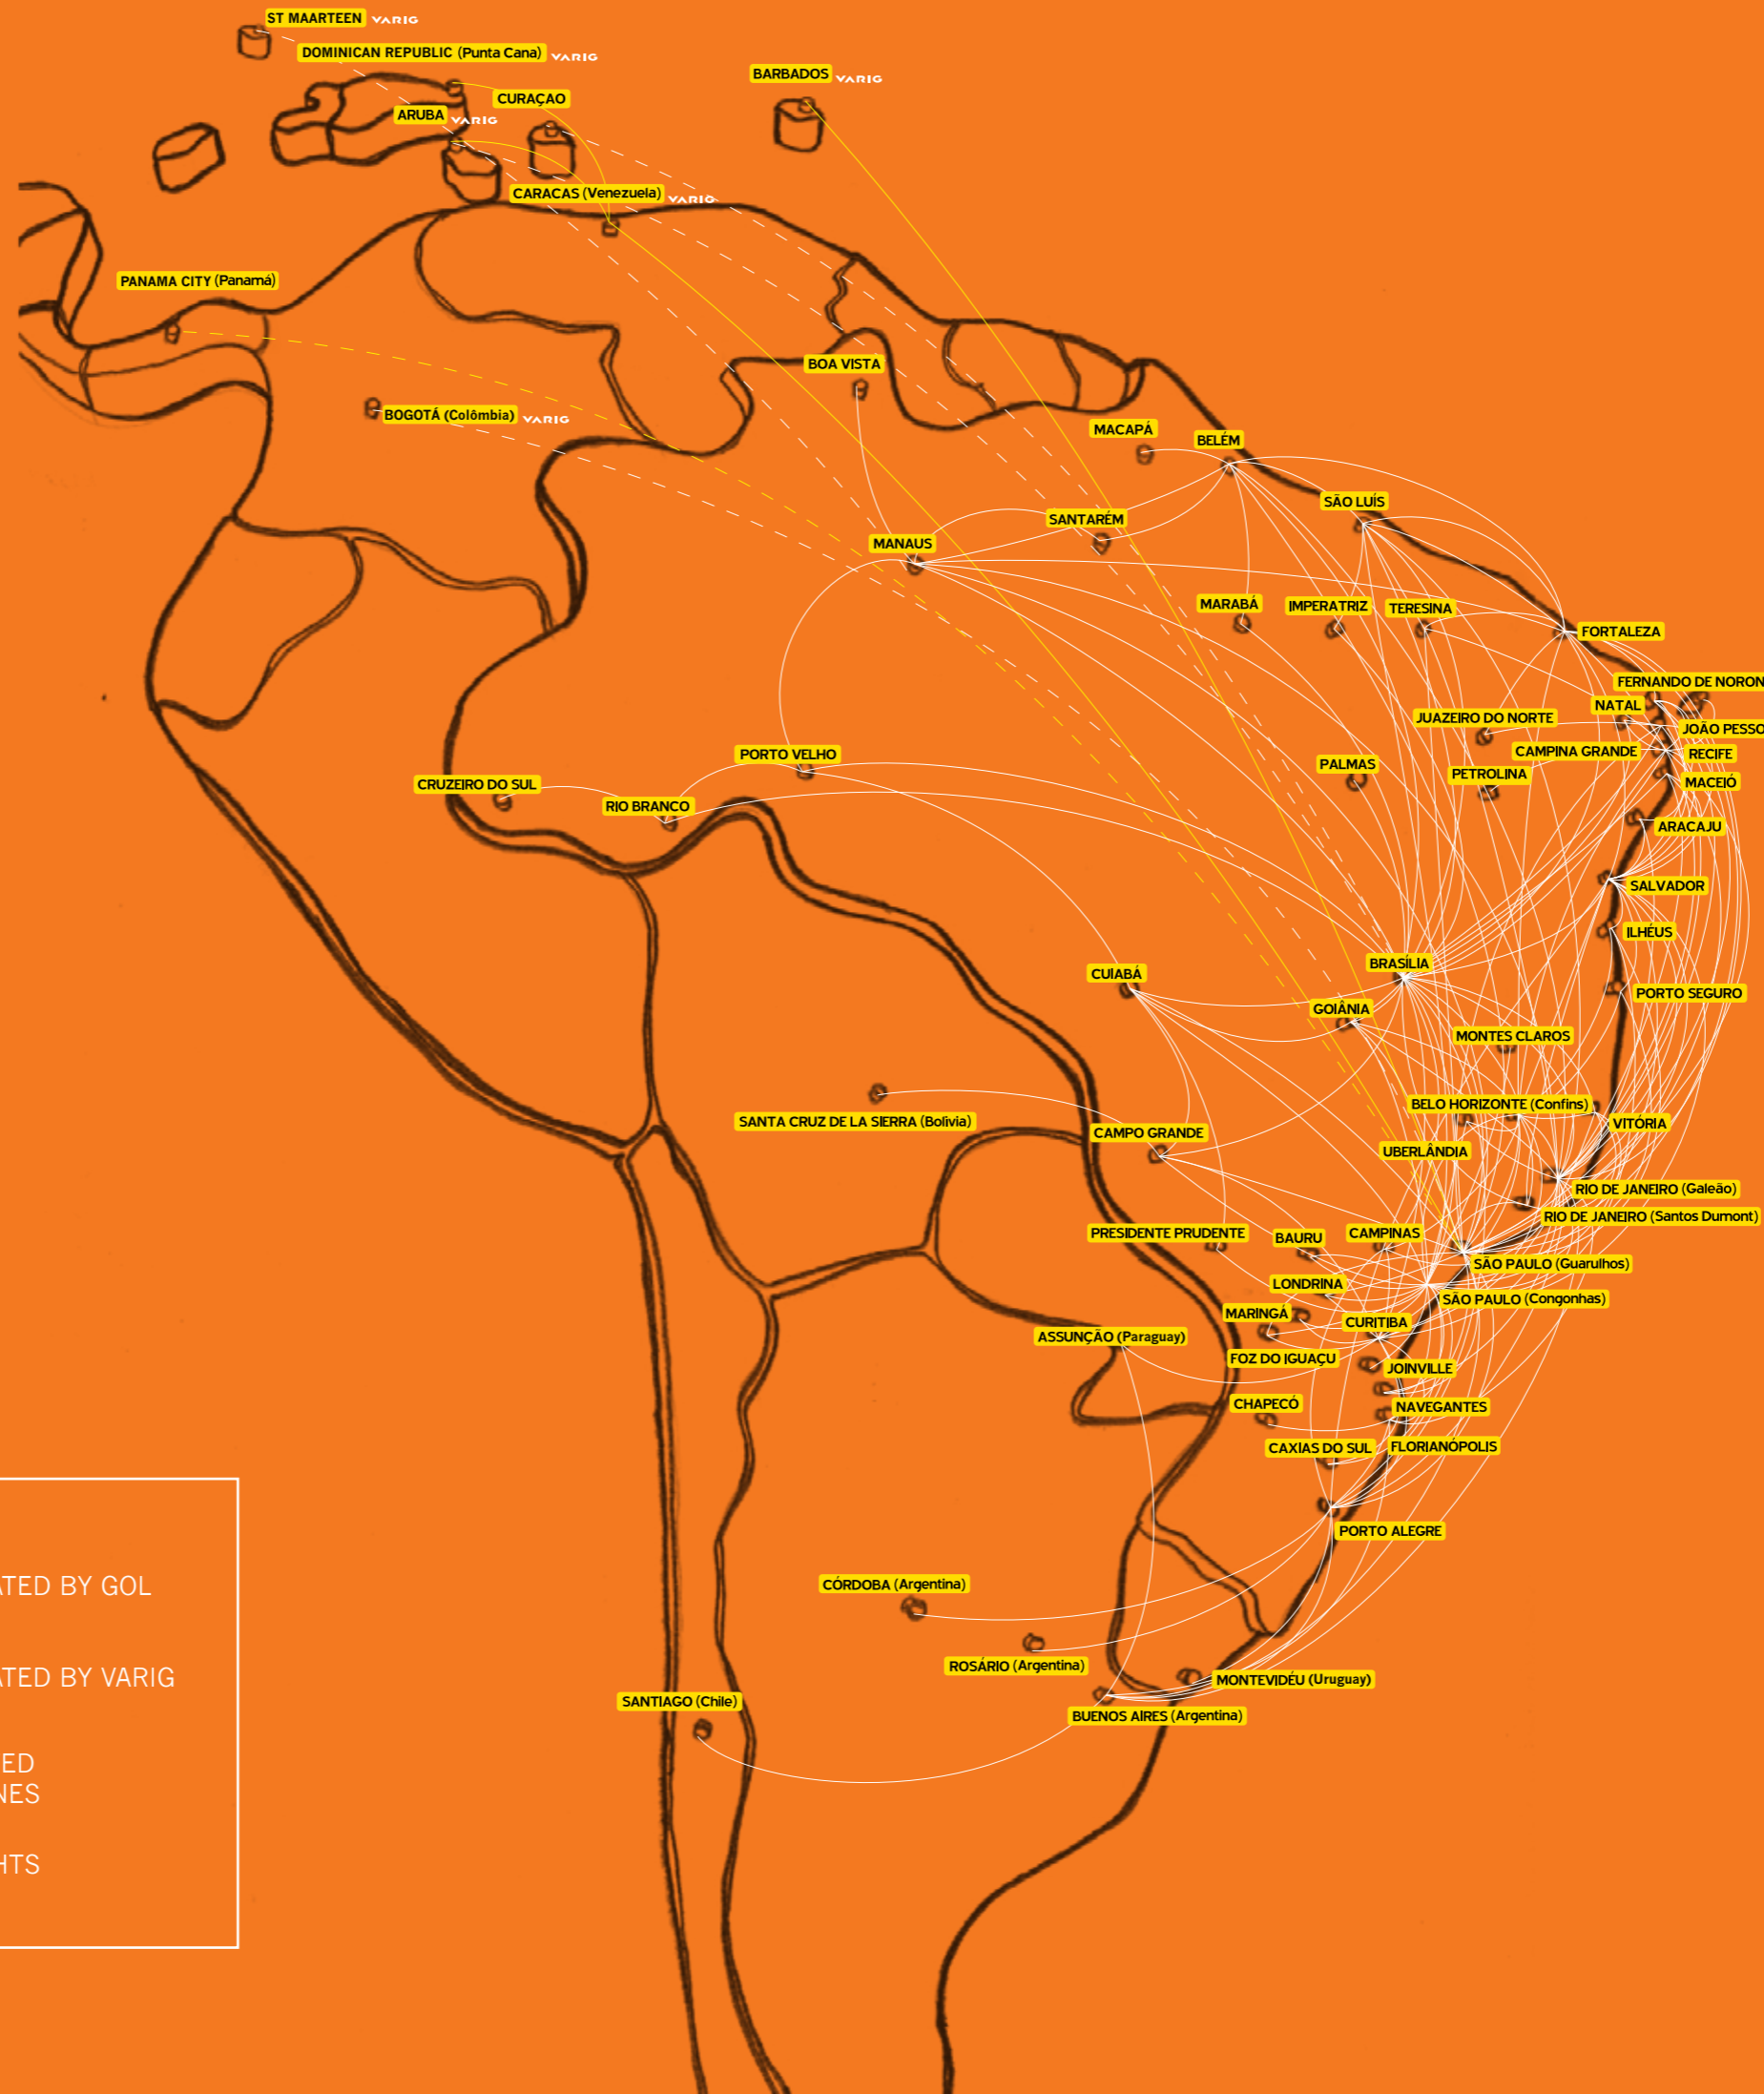 ST MAARTEEN VARIG
DOMINICAN REPUBLIC (Punta Cana) VARIG
BARBADOS VARIG
CURAÇAO
ARUBA VARIG
CARACAS (Venezuela) VARIG
PANAMA CITY (Panamá)
BOA VISTA
BOGOTÁ (Colômbia) VARIG
MACAPÁ
BELÉM
SÃO LUÍS
SANTARÉM
MANAUS
MARABÁ
IMPERATRIZ
TERESINA
FORTALEZA
FERNANDO DE NORON
NATAL
JUAZEIRO DO NORTE
JOÃO PESSO
CAMPINA GRANDE
RECIFE
PORTO VELHO
PALMAS
PETROLINA
MACEIÓ
CRUZEIRO DO SUL
RIO BRANCO
ARACAJU
SALVADOR
ILHÉUS
BRASÍLIA
CUIABÁ
PORTO SEGURO
GOIÂNIA
MONTES CLAROS
BELO HORIZONTE (Confins)
SANTA CRUZ DE LA SIERRA (Bolívia)
VITÓRIA
CAMPO GRANDE
UBERLÂNDIA
RIO DE JANEIRO (Galeão)
RIO DE JANEIRO (Santos Dumont)
PRESIDENTE PRUDENTE
BAURU
CAMPINAS
SÃO PAULO (Guarulhos)
LONDRINA
SÃO PAULO (Congonhas)
MARINGÁ
CURITIBA
ASSUNÇÃO (Paraguay)
FOZ DO IGUAÇU
JOINVILLE
CHAPECÓ
NAVEGANTES
CAXIAS DO SUL
FLORIANÓPOLIS
PORTO ALEGRE
CÓRDOBA (Argentina)
ROSÁRIO (Argentina)
MONTEVIDÉU (Uruguay)
SANTIAGO (Chile)
BUENOS AIRES (Argentina)
ATED BY GOL
ATED BY VARIG
ED
NES
HTS